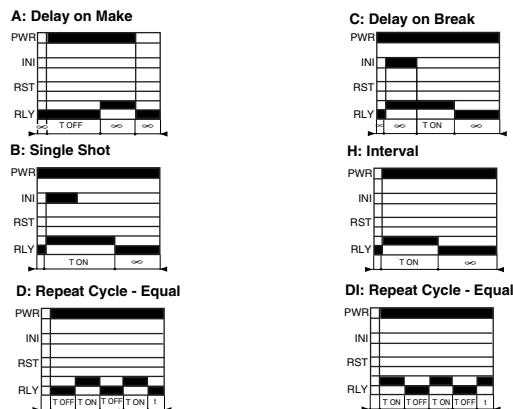 A: Delay on Make
PWR
INI
RST
RLY
∞ T OFF ∞ ∞
C: Delay on Break
PWR
INI
RST
RLY
∞ ∞ T ON ∞
B: Single Shot
PWR
INI
RST
RLY
T ON ∞
H: Interval
PWR
INI
RST
RLY
T ON ∞
D: Repeat Cycle - Equal
PWR
INI
RST
RLY
T OFF T ON T OFF T ON t
DI: Repeat Cycle - Equal
PWR
INI
RST
RLY
T ON T OFF T ON T OFF t